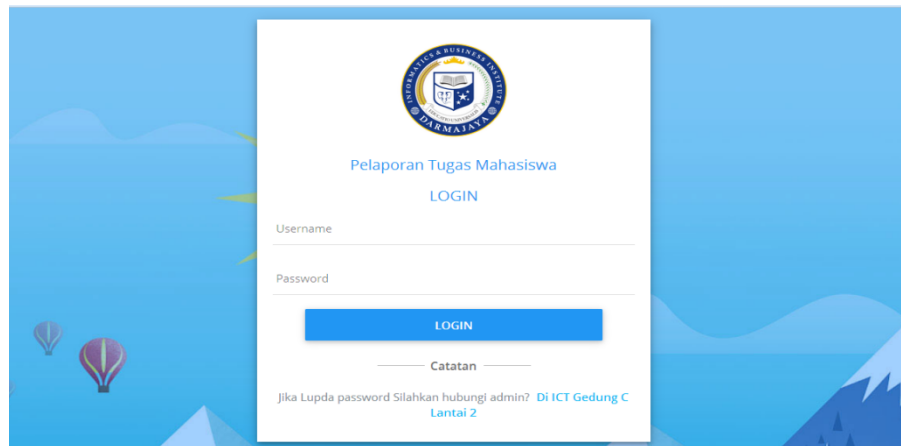 INFORMATICS & BUSINESS INSTITUTE
DARMAJAYA
Pelaporan Tugas Mahasiswa
LOGIN
Username
Password
LOGIN
Catatan
Jika Lupda password Silahkan hubungi admin? Di ICT Gedung C
Lantai 2